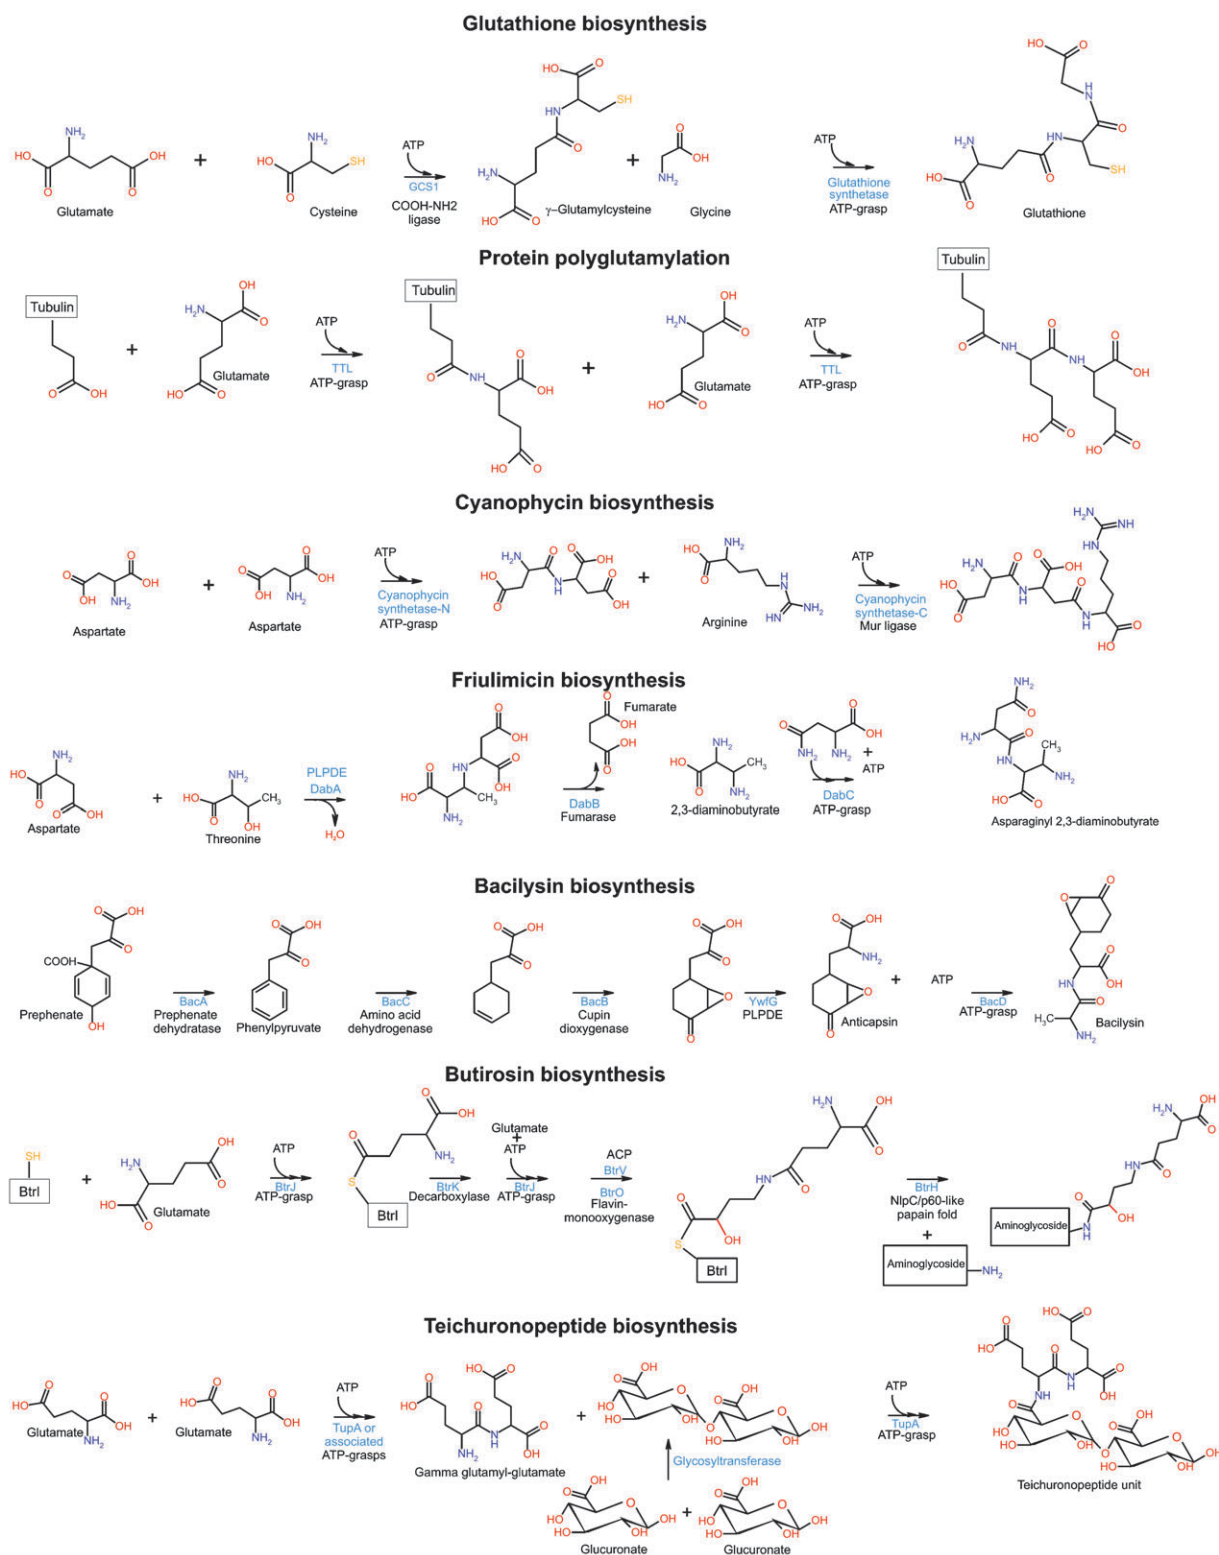 Glutathione biosynthesis
Glutamate
+
Cysteine
ATP
GCS1
COOH-NH2
ligase
γ-Glutamylcysteine
+
Glycine
ATP
Glutathione
synthetase
ATP-grasp
Glutathione
Protein polyglutamylation
Tubulin
+
Glutamate
ATP
TTL
ATP-grasp
Tubulin
+
Glutamate
ATP
TTL
ATP-grasp
Tubulin
Cyanophycin biosynthesis
Aspartate
+
Aspartate
ATP
Cyanophycin
synthetase-N
ATP-grasp
+
Arginine
ATP
Cyanophycin
synthetase-C
Mur ligase
Friulimicin biosynthesis
Aspartate
+
Threonine
PLPDE
DabA
H2O
Fumarate
DabB
Fumarase
2,3-diaminobutyrate
+
ATP
DabC
ATP-grasp
Asparaginyl 2,3-diaminobutyrate
Bacilysin biosynthesis
Prephenate
BacA
Prephenate
dehydratase
Phenylpyruvate
BacC
Amino acid
dehydrogenase
BacB
Cupin
dioxygenase
YwfG
PLPDE
Anticapsin
+
ATP
BacD
ATP-grasp
Bacilysin
Butirosin biosynthesis
SH
BtrI
+
Glutamate
ATP
BtrJ
ATP-grasp
BtrI
BtrK
Decarboxylase
Glutamate
+
ATP
BtrJ
ATP-grasp
ACP
BtrV
BtrO
Flavin-
monooxygenase
BtrI
BtrH
NlpC/p60-like
papain fold
+
Aminoglycoside
NH2
Aminoglycoside
Teichuronopeptide biosynthesis
Glutamate
+
Glutamate
ATP
TupA or
associated
ATP-grasps
Gamma glutamyl-glutamate
+
Glycosyltransferase
Glucuronate
+
Glucuronate
ATP
TupA
ATP-grasp
Teichuronopeptide unit